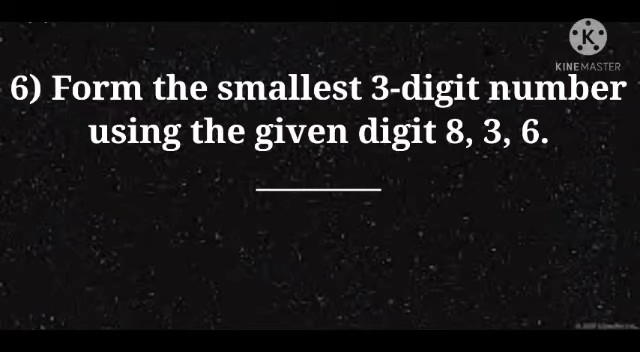 KINEMASTER
6) Form the smallest 3-digit number
using the given digit 8, 3, 6.